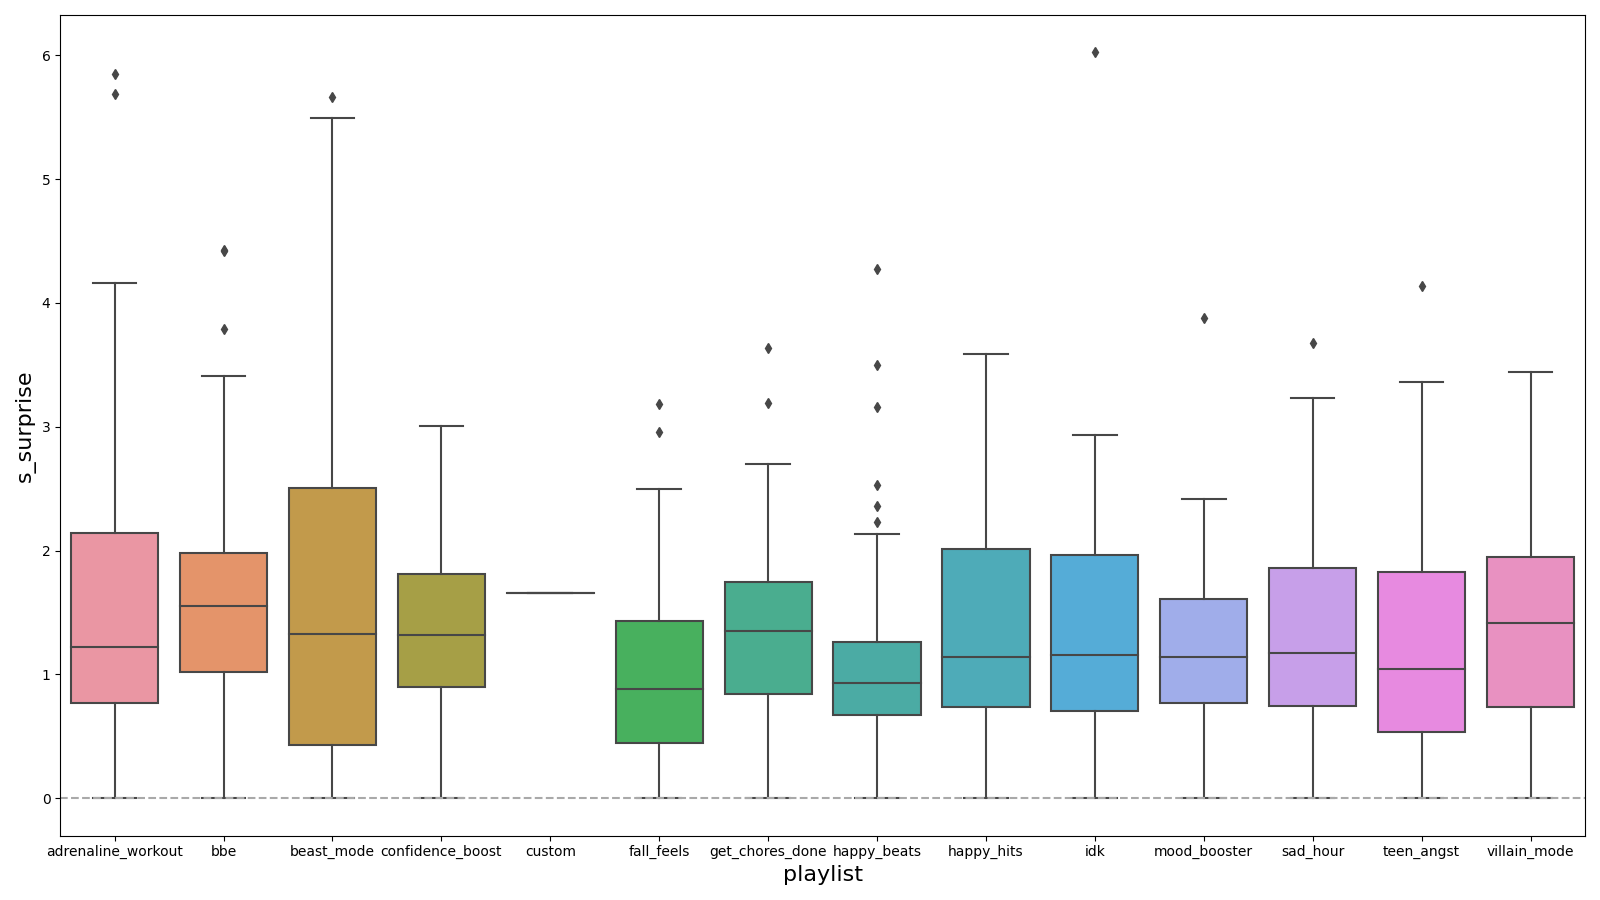 6
5
4
3
2
1
0
s_surprise
adrenaline_workout bbe beast_mode confidence_boost custom fall_feels get_chores_done happy_beats happy_hits idk mood_booster sad_hour teen_angst villain_mode
playlist